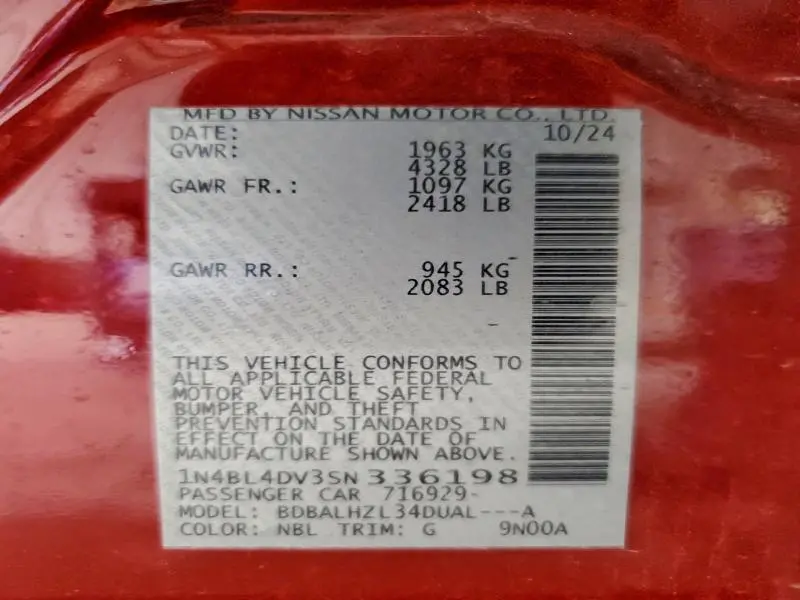 MFD BY NISSAN MOTOR CO., LTD.
DATE: 10/24
GVWR: 1963 KG
4328 LB
GAWR FR.: 1097 KG
2418 LB
GAWR RR.: 945 KG
2083 LB
THIS VEHICLE CONFORMS TO
ALL APPLICABLE FEDERAL
MOTOR VEHICLE SAFETY,
BUMPER, AND THEFT
PREVENTION STANDARDS IN
EFFECT ON THE DATE OF
MANUFACTURE SHOWN ABOVE.
1N4BL4DV3SN336198
PASSENGER CAR 716929-
MODEL: BDBALHZL34DUAL---A
COLOR: NBL TRIM: G 9N00A